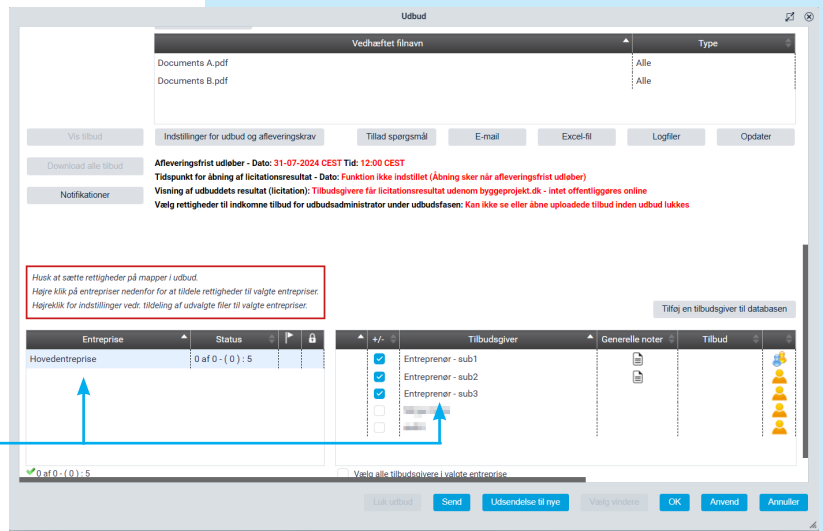 Udbud
Vedhæftet filnavn Type
Documents A.pdf Alle
Documents B.pdf Alle
Vis tilbud Indstillinger for udbud og afleveringskrav Tillad spørgsmål E-mail Excel-fil Logfiler Opdater
Download alle tilbud Afleveringsfrist udløber - Dato: 31-07-2024 CEST Tid: 12:00 CEST
Tidspunkt for åbning af licitationsresultat - Dato: Funktion ikke indstillet (Åbning sker når afleveringsfrist udløber)
Notifikationer Visning af udbuddets resultat (licitation): Tilbudsgivere får licitationsresultat udenom byggeprojekt.dk - intet offentliggøres online
Vælg rettigheder til indkomne tilbud for udbudsadministrator under udbudsfasen: Kan ikke se eller åbne uploadede tilbud inden udbud lukkes
Husk at sætte rettigheder på mapper i udbud.
Højre klik på entrepriser nedenfor for at tildele rettigheder til valgte entrepriser.
Højreklik for indstillinger vedr. tildeling af udvalgte filer til valgte entrepriser.
Tilføj en tilbudsgiver til databasen
Entreprise Status +/- Tilbudsgiver Generelle noter Tilbud
Hovedentreprise 0 af 0 - ( 0 ) : 5 Entreprenør - sub1
Entreprenør - sub2
Entreprenør - sub3
0 af 0 - ( 0 ) : 5 Vælg alle tilbudsgivere i valgte entreprise
Luk udbud Send Udsendelse til nye Vælg vindere OK Anvend Annuller